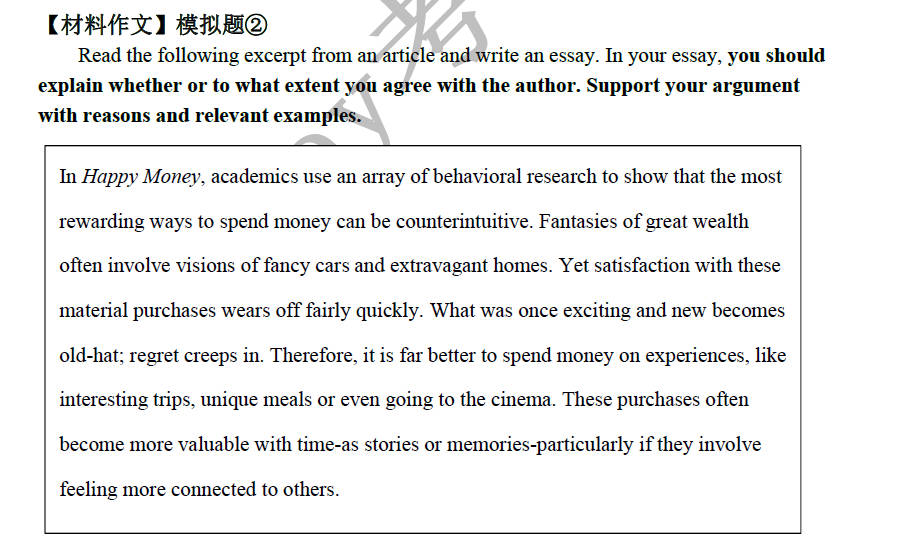 【材料作文】模拟题②
Read the following excerpt from an article and write an essay. In your essay, you should
explain whether or to what extent you agree with the author. Support your argument
with reasons and relevant examples.
In Happy Money, academics use an array of behavioral research to show that the most
rewarding ways to spend money can be counterintuitive. Fantasies of great wealth
often involve visions of fancy cars and extravagant homes. Yet satisfaction with these
material purchases wears off fairly quickly. What was once exciting and new becomes
old-hat; regret creeps in. Therefore, it is far better to spend money on experiences, like
interesting trips, unique meals or even going to the cinema. These purchases often
become more valuable with time-as stories or memories-particularly if they involve
feeling more connected to others.